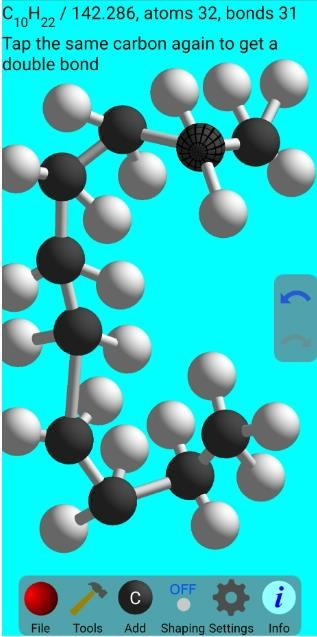 C₁₀H₂₂ / 142.286, atoms 32, bonds 31
Tap the same carbon again to get a
double bond
OFF
C
i
File Tools Add Shaping Settings Info